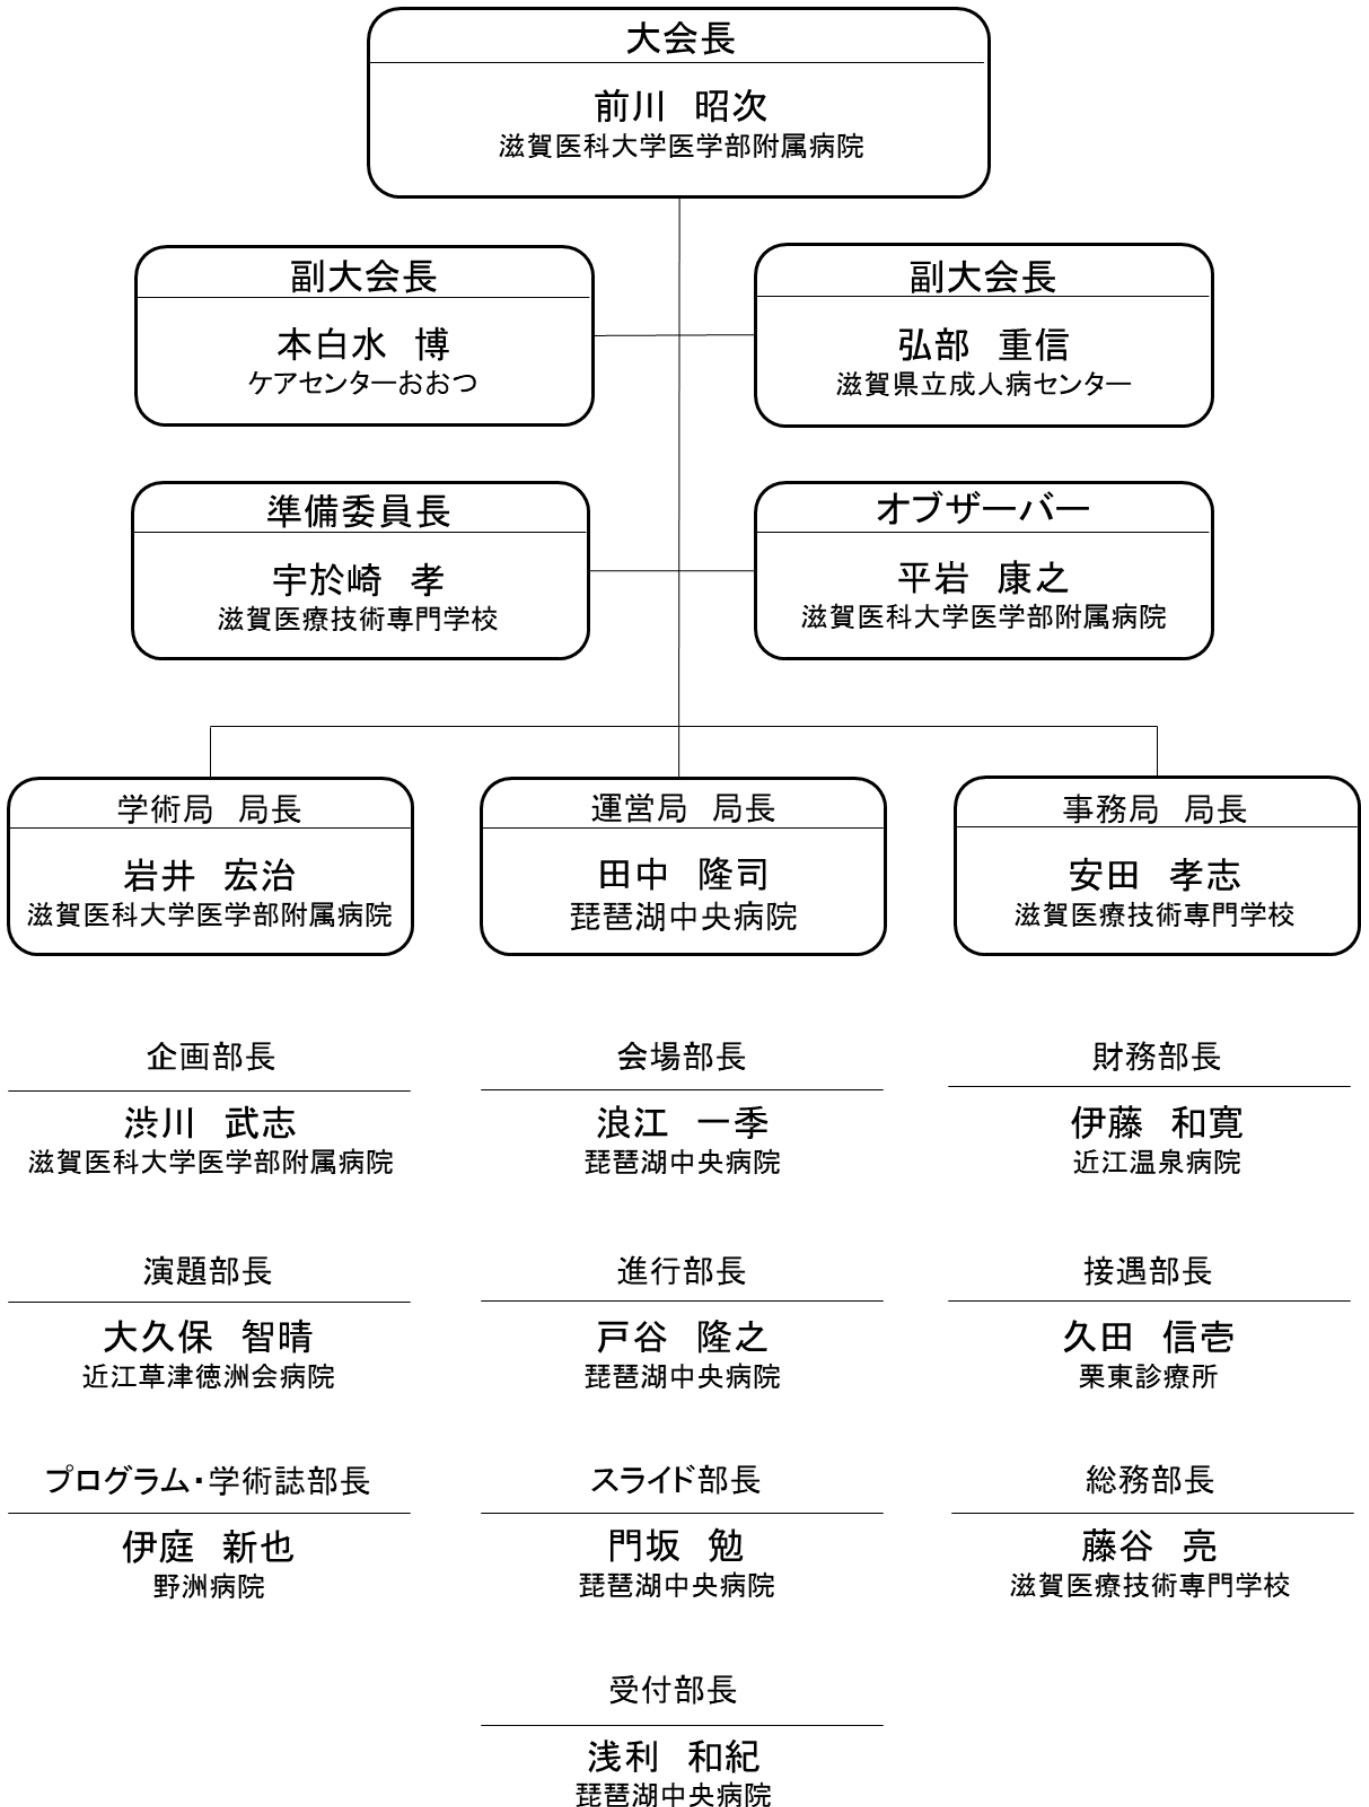 大会長
前川　昭次
滋賀医科大学医学部附属病院
副大会長
本白水　博
ケアセンターおおつ
副大会長
弘部　重信
滋賀県立成人病センター
準備委員長
宇於崎　孝
滋賀医療技術専門学校
オブザーバー
平岩　康之
滋賀医科大学医学部附属病院
学術局　局長
岩井　宏治
滋賀医科大学医学部附属病院
運営局　局長
田中　隆司
琵琶湖中央病院
事務局　局長
安田　孝志
滋賀医療技術専門学校
企画部長
渋川　武志
滋賀医科大学医学部附属病院
会場部長
浪江　一季
琵琶湖中央病院
財務部長
伊藤　和寛
近江温泉病院
演題部長
大久保　智晴
近江草津徳洲会病院
進行部長
戸谷　隆之
琵琶湖中央病院
接遇部長
久田　信壱
栗東診療所
プログラム・学術誌部長
伊庭　新也
野洲病院
スライド部長
門坂　勉
琵琶湖中央病院
総務部長
藤谷　亮
滋賀医療技術専門学校
受付部長
浅利　和紀
琵琶湖中央病院